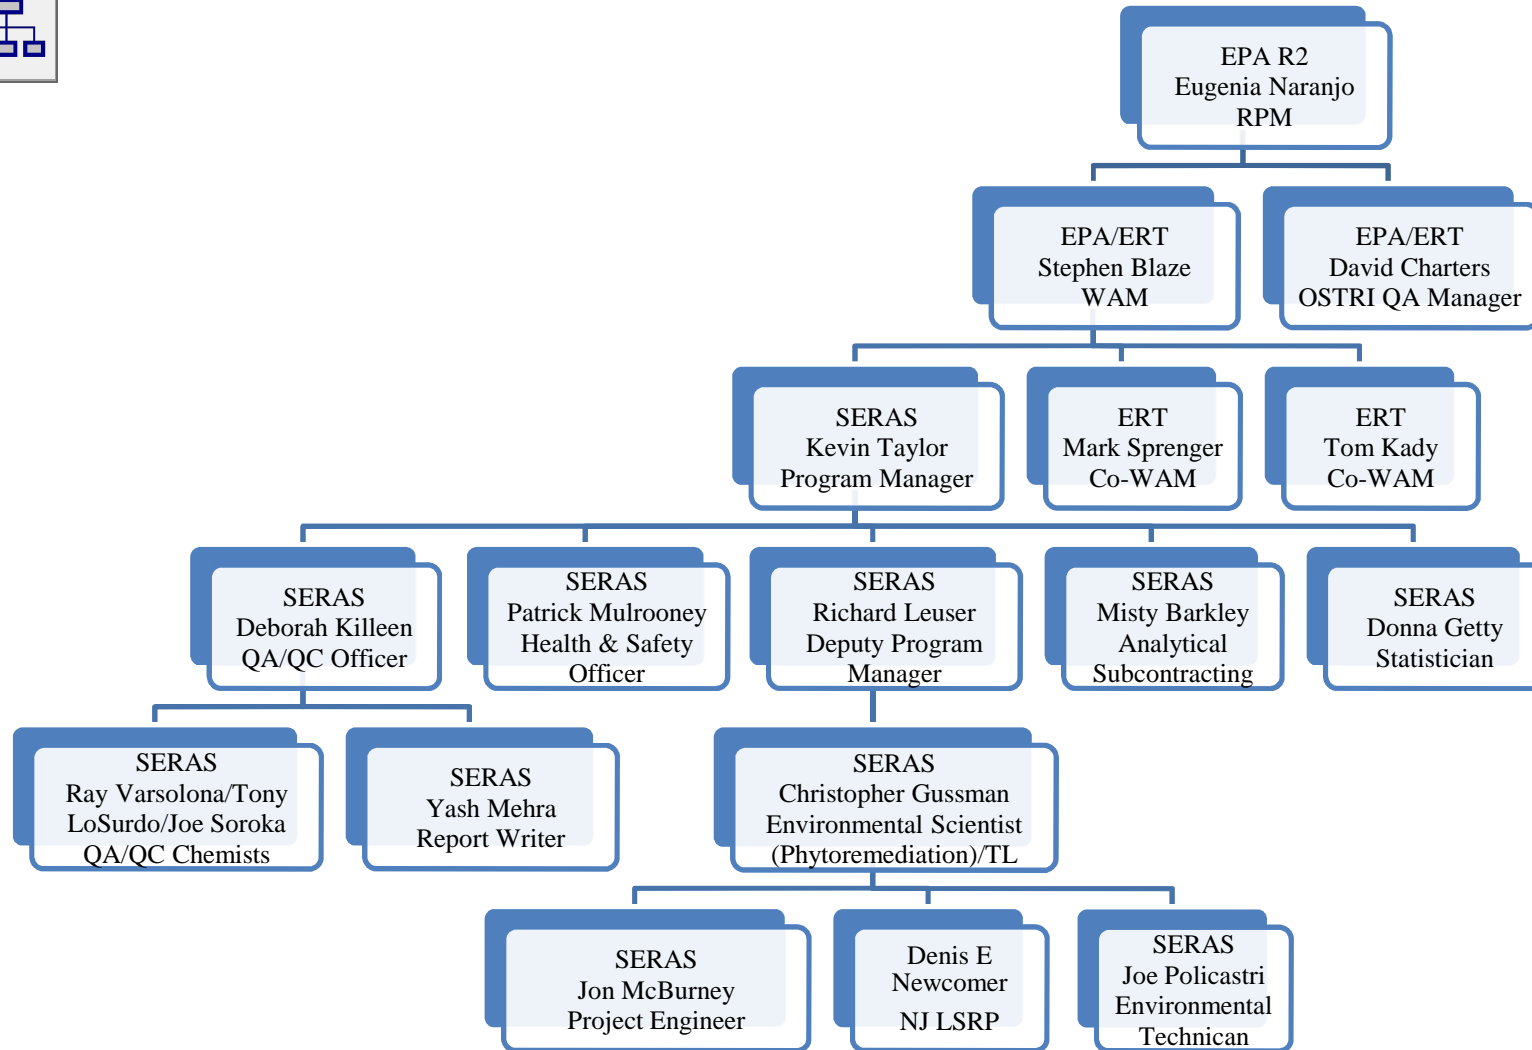 EPA R2
Eugenia Naranjo
RPM
EPA/ERT
Stephen Blaze
WAM
EPA/ERT
David Charters
OSTRI QA Manager
SERAS
Kevin Taylor
Program Manager
ERT
Mark Sprenger
Co-WAM
ERT
Tom Kady
Co-WAM
SERAS
Deborah Killeen
QA/QC Officer
SERAS
Patrick Mulrooney
Health & Safety
Officer
SERAS
Richard Leuser
Deputy Program
Manager
SERAS
Misty Barkley
Analytical
Subcontracting
SERAS
Donna Getty
Statistician
SERAS
Ray Varsolona/Tony
LoSurdo/Joe Soroka
QA/QC Chemists
SERAS
Yash Mehra
Report Writer
SERAS
Christopher Gussman
Environmental Scientist
(Phytoremediation)/TL
SERAS
Jon McBurney
Project Engineer
Denis E
Newcomer
NJ LSRP
SERAS
Joe Policastri
Environmental
Technican